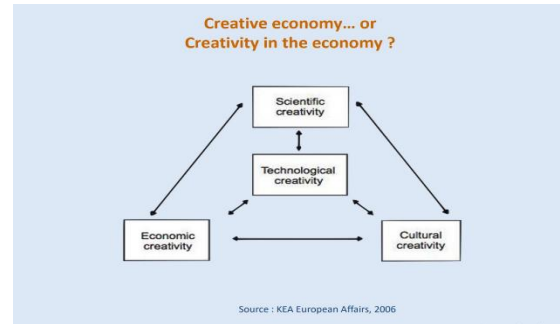 Creative economy... or
Creativity in the economy ?
Scientific
creativity
Technological
creativity
Economic
creativity
Cultural
creativity
Source : KEA European Affairs, 2006